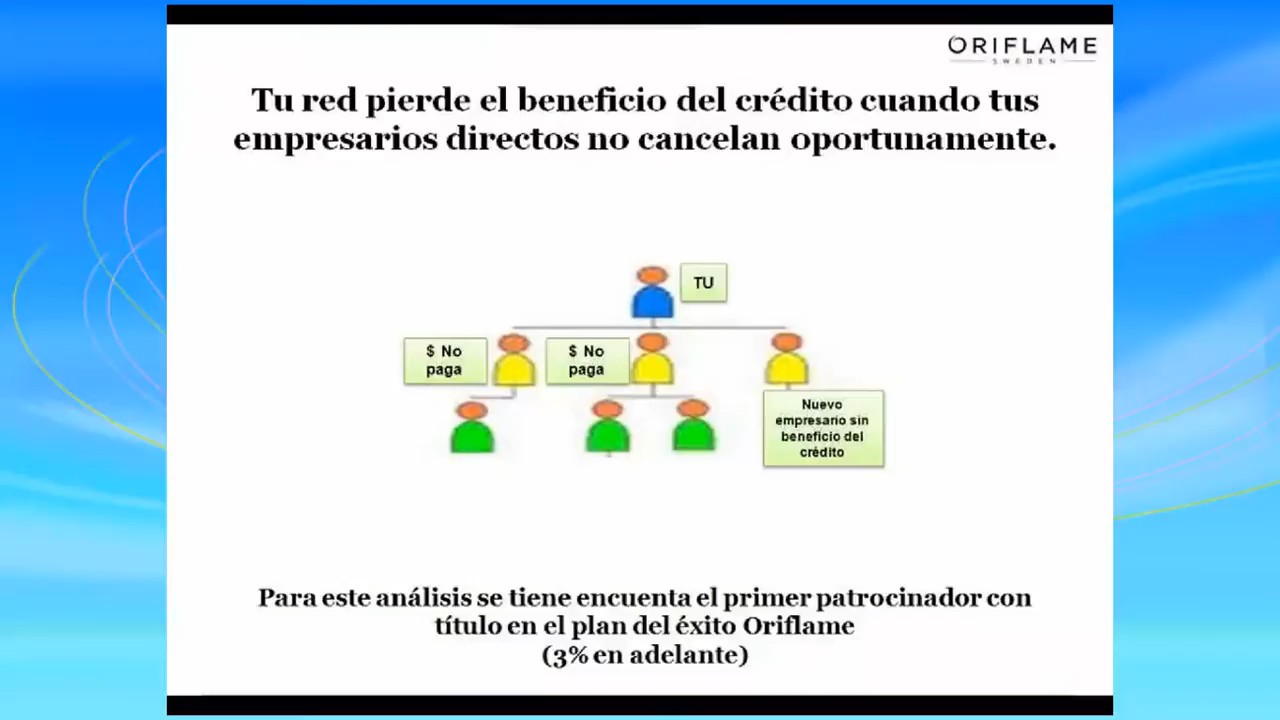 ORIFLAME
SWEDEN
Tu red pierde el beneficio del crédito cuando tus
empresarios directos no cancelan oportunamente.
TU
$ No
paga
$ No
paga
Nuevo
empresario sin
beneficio del
crédito
Para este análisis se tiene encuenta el primer patrocinador con
título en el plan del éxito Oriflame
(3% en adelante)